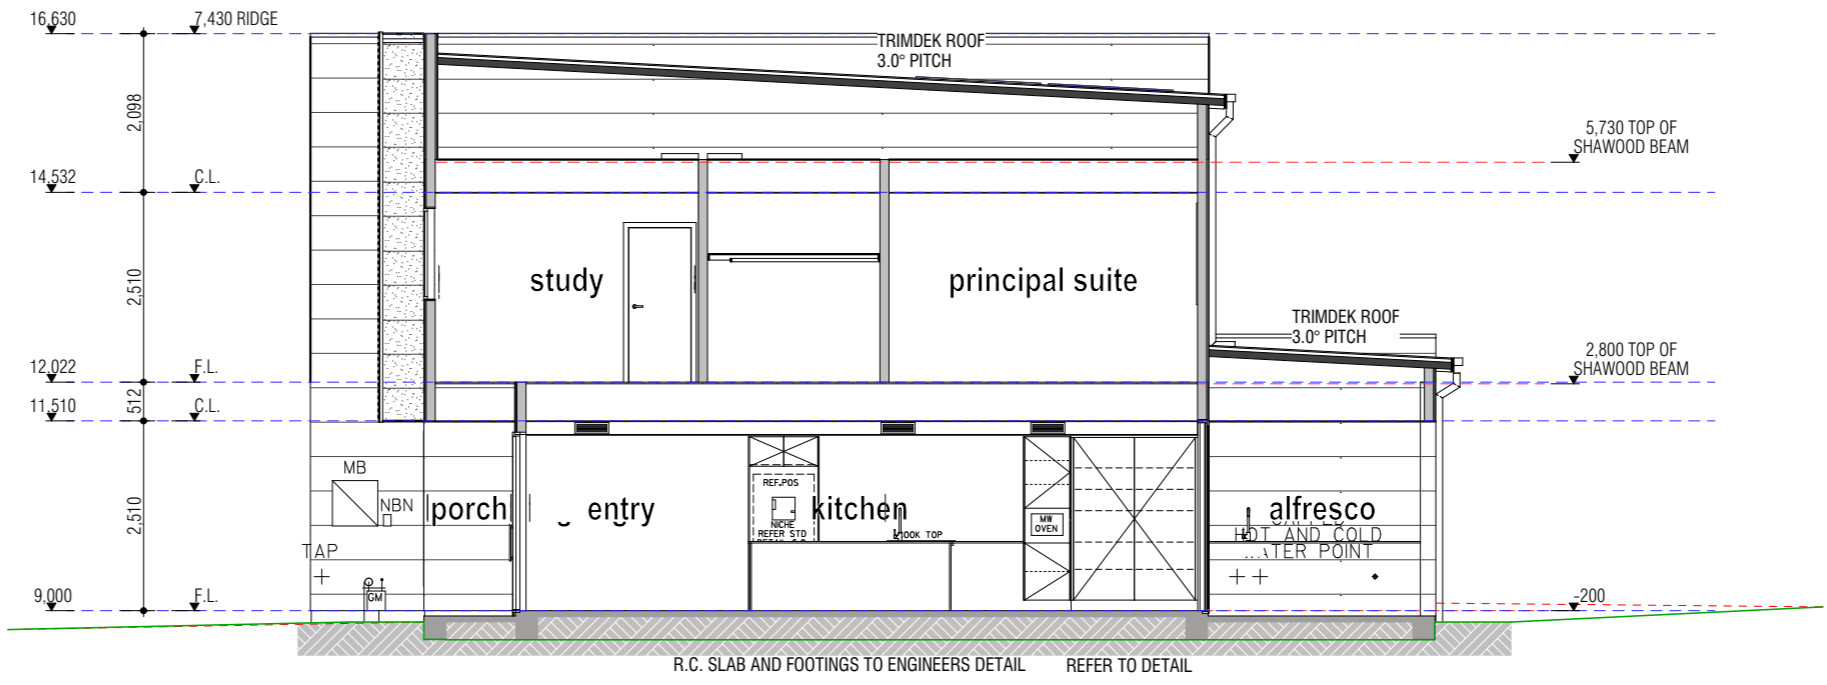 16,630
7,430 RIDGE
TRIMDEK ROOF
3.0° PITCH
2,098
5,730 TOP OF
SHAWOOD BEAM
14,532
C.L.
2,510
study
principal suite
TRIMDEK ROOF
3.0° PITCH
2,800 TOP OF
SHAWOOD BEAM
12,022
F.L.
512
11,510
C.L.
MB
NBN
REF.POS
NICHE
REFER STD
porch
entry
kitchen
COOK TOP
MW
OVEN
alfresco
HOT AND COLD
WATER POINT
2,510
TAP
GM
9,000
F.L.
-200
R.C. SLAB AND FOOTINGS TO ENGINEERS DETAIL
REFER TO DETAIL